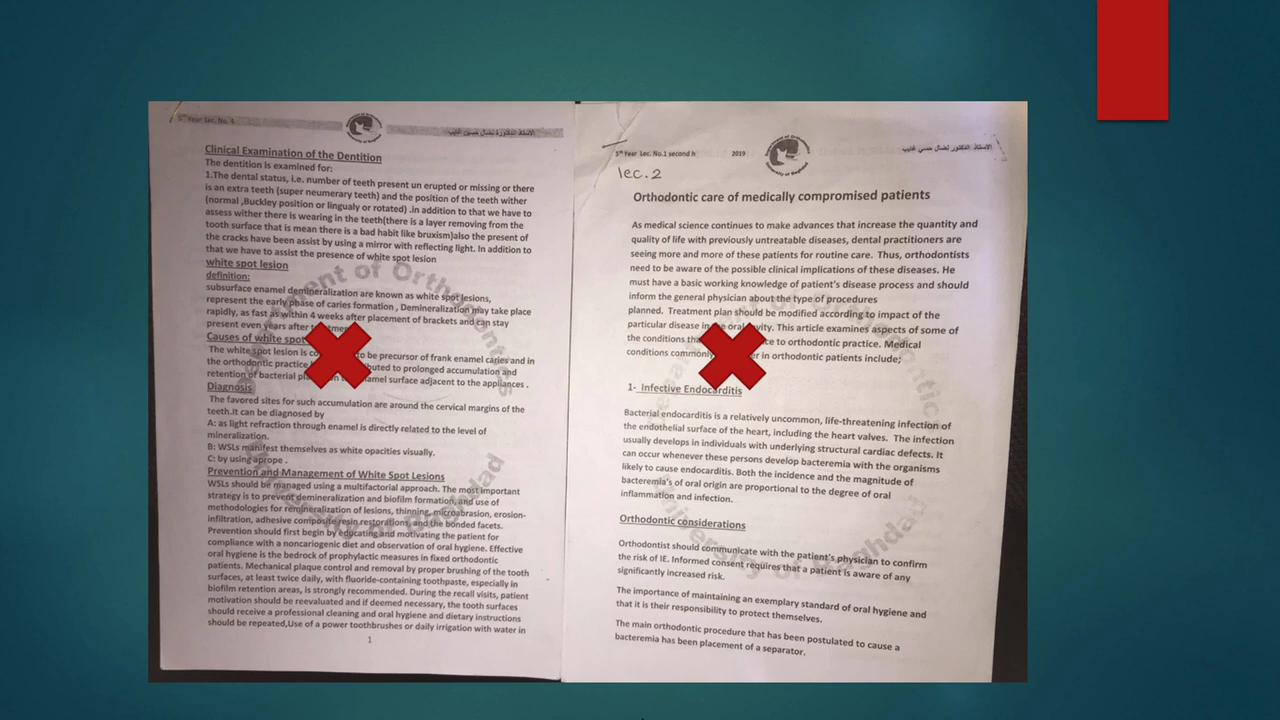 5th Year Lec. No. 4
الاستاذ الدكتورة نضال حسين غايب
Clinical Examination of the Dentition
The dentition is examined for:
1.The dental status, i.e. number of teeth present un erupted or missing or there
is an extra teeth (super neumerary teeth) and the position of the teeth wither
(normal ,Buckley position or lingualy or rotated) .in addition to that we have to
assess wither there is wearing in the teeth(there is a layer removing from the
tooth surface that is mean there is a bad habit like bruxism)also the present of
the cracks have been assist by using a mirror with reflecting light. In addition to
that we have to assist the presence of white spot lesion
white spot lesion
definition:
subsurface enamel demineralization are known as white spot lesions,
represent the early phase of caries formation , Demineralization may take place
rapidly, as fast as within 4 weeks after placement of brackets and can stay
present even years after
Causes of white spot
The white spot lesion is to be precursor of frank enamel caries and in
the orthodontic practice to prolonged accumulation and
retention of bacterial surface adjacent to the appliances .
Diagnosis
The favored sites for such accumulation are around the cervical margins of the
teeth.It can be diagnosed by
A: as light refraction through enamel is directly related to the level of
mineralization.
B: WSLs manifest themselves as white opacities visually.
C: by using aprope .
Prevention and Management of White Spot Lesions
WSLs should be managed using a multifactorial approach. The most important
strategy is to prevent demineralization and biofilm formation, and use of
methodologies for remineralization of lesions, thinning, microabrasion, erosion-
infiltration, adhesive composite resin restorations, and the bonded facets.
Prevention should first begin by educating and motivating the patient for
compliance with a noncariogenic diet and observation of oral hygiene. Effective
oral hygiene is the bedrock of prophylactic measures in fixed orthodontic
patients. Mechanical plaque control and removal by proper brushing of the tooth
surfaces, at least twice daily, with fluoride-containing toothpaste, especially in
biofilm retention areas, is strongly recommended. During the recall visits, patient
motivation should be reevaluated and if deemed necessary, the tooth surfaces
should receive a professional cleaning and oral hygiene and dietary instructions
should be repeated,Use of a power toothbrushes or daily irrigation with water in
1
5th Year Lec. No.1 second h 2019
الاستاذ الدكتور نضال حسي غايب
lec.2
Orthodontic care of medically compromised patients
As medical science continues to make advances that increase the quantity and
quality of life with previously untreatable diseases, dental practitioners are
seeing more and more of these patients for routine care. Thus, orthodontists
need to be aware of the possible clinical implications of these diseases. He
must have a basic working knowledge of patient's disease process and should
inform the general physician about the type of procedures
planned. Treatment plan should be modified according to impact of the
particular disease in the oral cavity. This article examines aspects of some of
the conditions to orthodontic practice. Medical
conditions commonly in orthodontic patients include;
1- Infective Endocarditis
Bacterial endocarditis is a relatively uncommon, life-threatening infection of
the endothelial surface of the heart, including the heart valves. The infection
usually develops in individuals with underlying structural cardiac defects. It
can occur whenever these persons develop bacteremia with the organisms
likely to cause endocarditis. Both the incidence and the magnitude of
bacteremia's of oral origin are proportional to the degree of oral
inflammation and infection.
Orthodontic considerations
Orthodontist should communicate with the patient's physician to confirm
the risk of IE. Informed consent requires that a patient is aware of any
significantly increased risk.
The importance of maintaining an exemplary standard of oral hygiene and
that it is their responsibility to protect themselves.
The main orthodontic procedure that has been postulated to cause a
bacteremia has been placement of a separator.